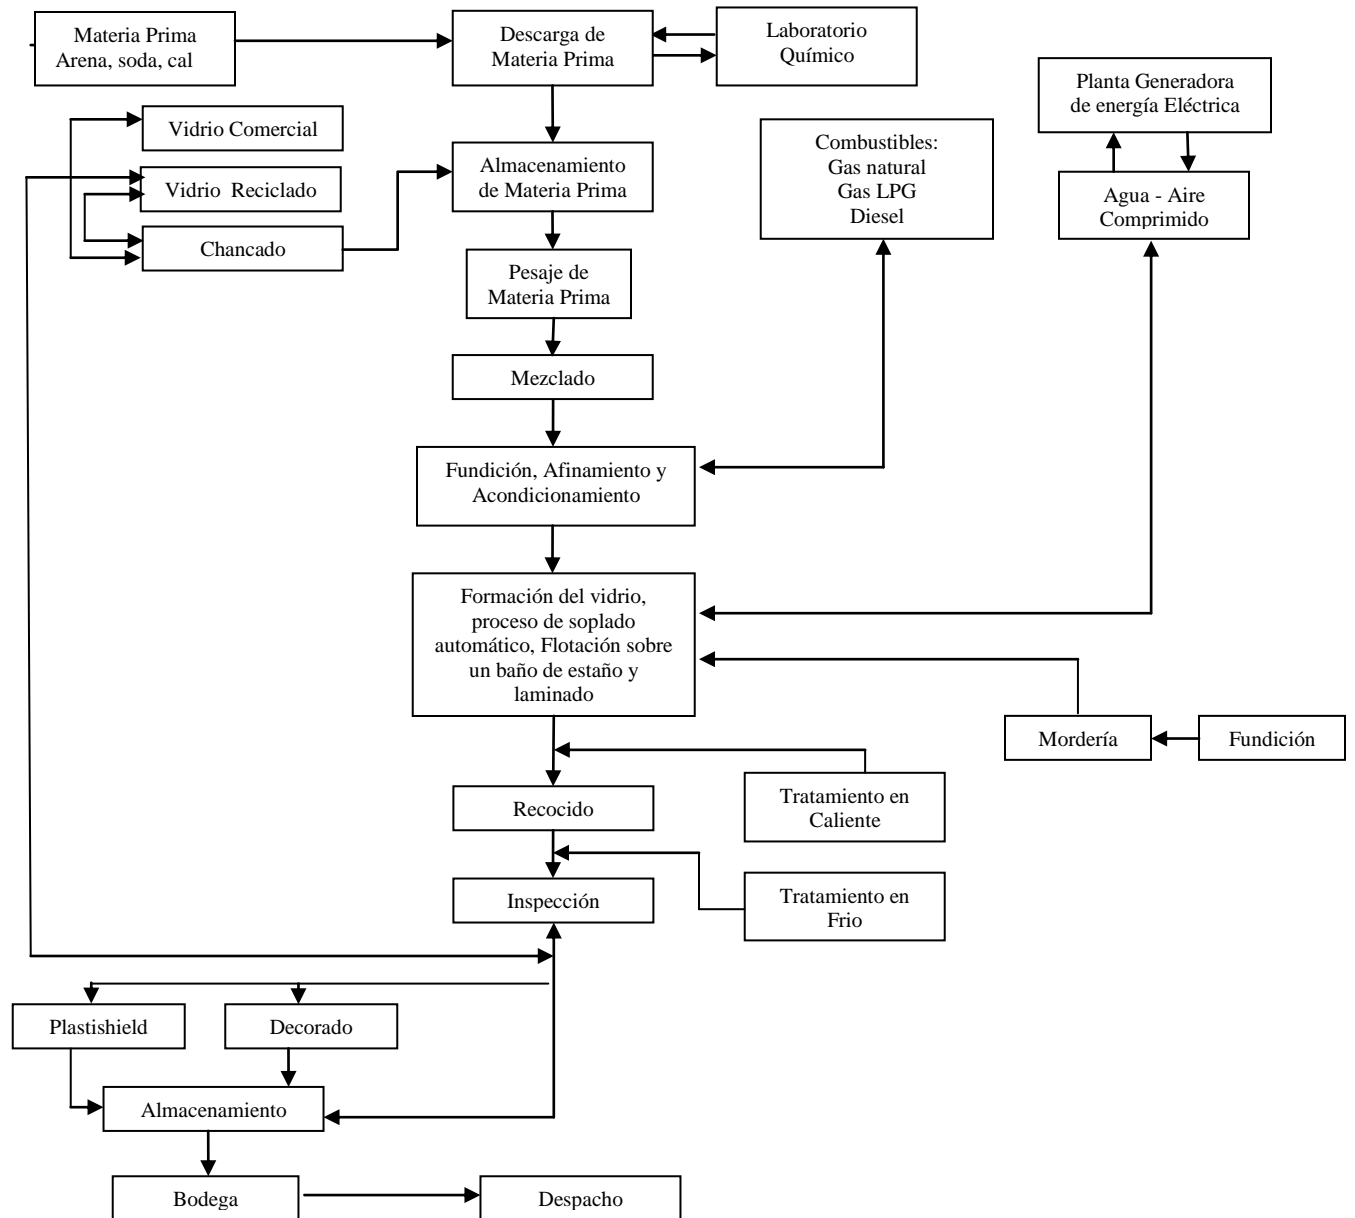 Materia Prima
Arena, soda, cal
Descarga de
Materia Prima
Laboratorio
Químico
Planta Generadora
de energía Eléctrica
Vidrio Comercial
Combustibles:
Gas natural
Gas LPG
Diesel
Almacenamiento
de Materia Prima
Vidrio Reciclado
Agua - Aire
Comprimido
Chancado
Pesaje de
Materia Prima
Mezclado
Fundición, Afinamiento y
Acondicionamiento
Formación del vidrio,
proceso de soplado
automático, Flotación sobre
un baño de estaño y
laminado
Mordería
Fundición
Recocido
Tratamiento en
Caliente
Inspección
Tratamiento en
Frio
Plastishield
Decorado
Almacenamiento
Bodega
Despacho